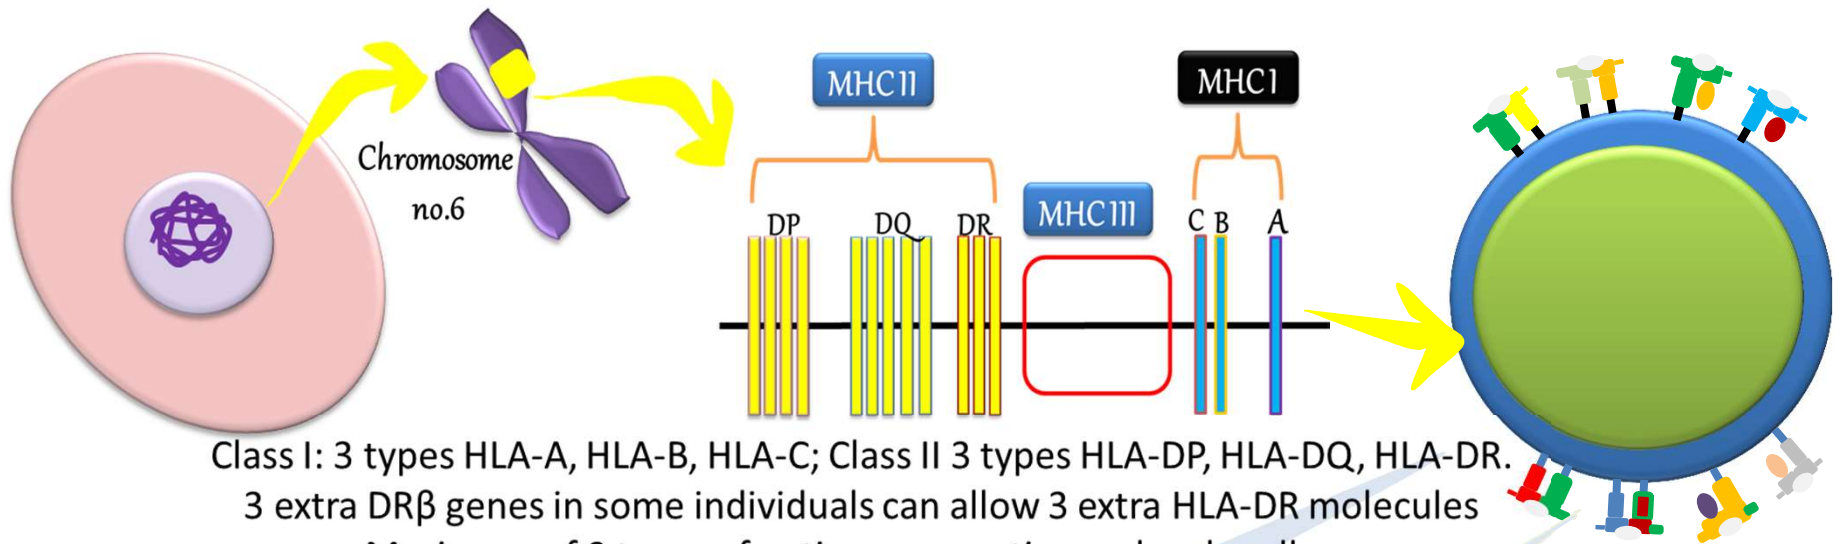 MHC II
MHC I
Chromosome
no.6
MHC III
DP
DQ
DR
C B
A
Class I: 3 types HLA-A, HLA-B, HLA-C; Class II 3 types HLA-DP, HLA-DQ, HLA-DR.
3 extra DRβ genes in some individuals can allow 3 extra HLA-DR molecules